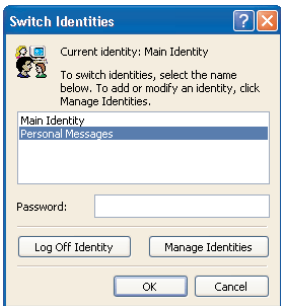 Switch Identities
Current identity: Main Identity
To switch identities, select the name
below. To add or modify an identity, click
Manage Identities.
Main Identity
Personal Messages
Password:
Log Off Identity
Manage Identities
OK
Cancel